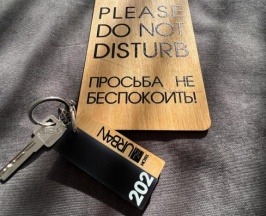 PLEASE
DO NOT
DISTURB
ПРОСЬБА НЕ
БЕСПОКОИТЬ!
URBAN
202